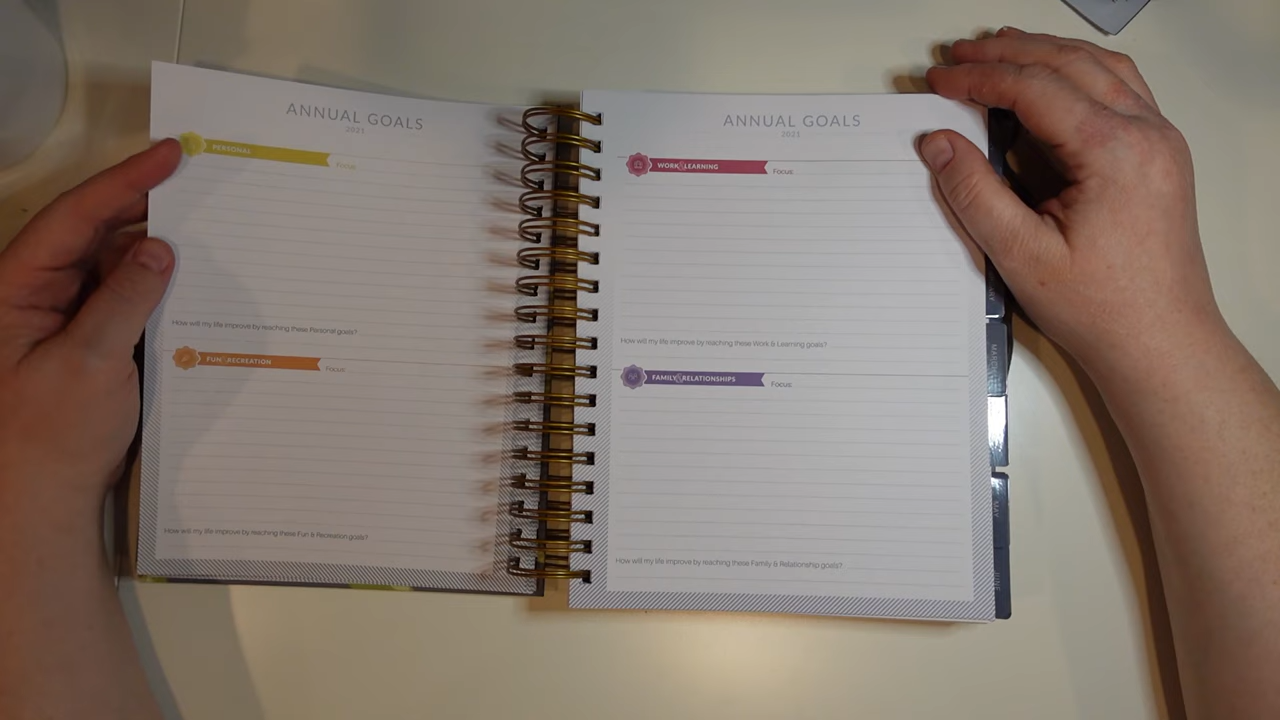 ANNUAL GOALS
2021
PERSONAL
Focus:
How will my life improve by reaching these Personal goals?
FUN & RECREATION
Focus:
How will my life improve by reaching these Fun & Recreation goals?
ANNUAL GOALS
2021
WORK & LEARNING
Focus:
How will my life improve by reaching these Work & Learning goals?
FAMILY & RELATIONSHIPS
Focus:
How will my life improve by reaching these Family & Relationship goals?
MARCH
MAY
JUNE